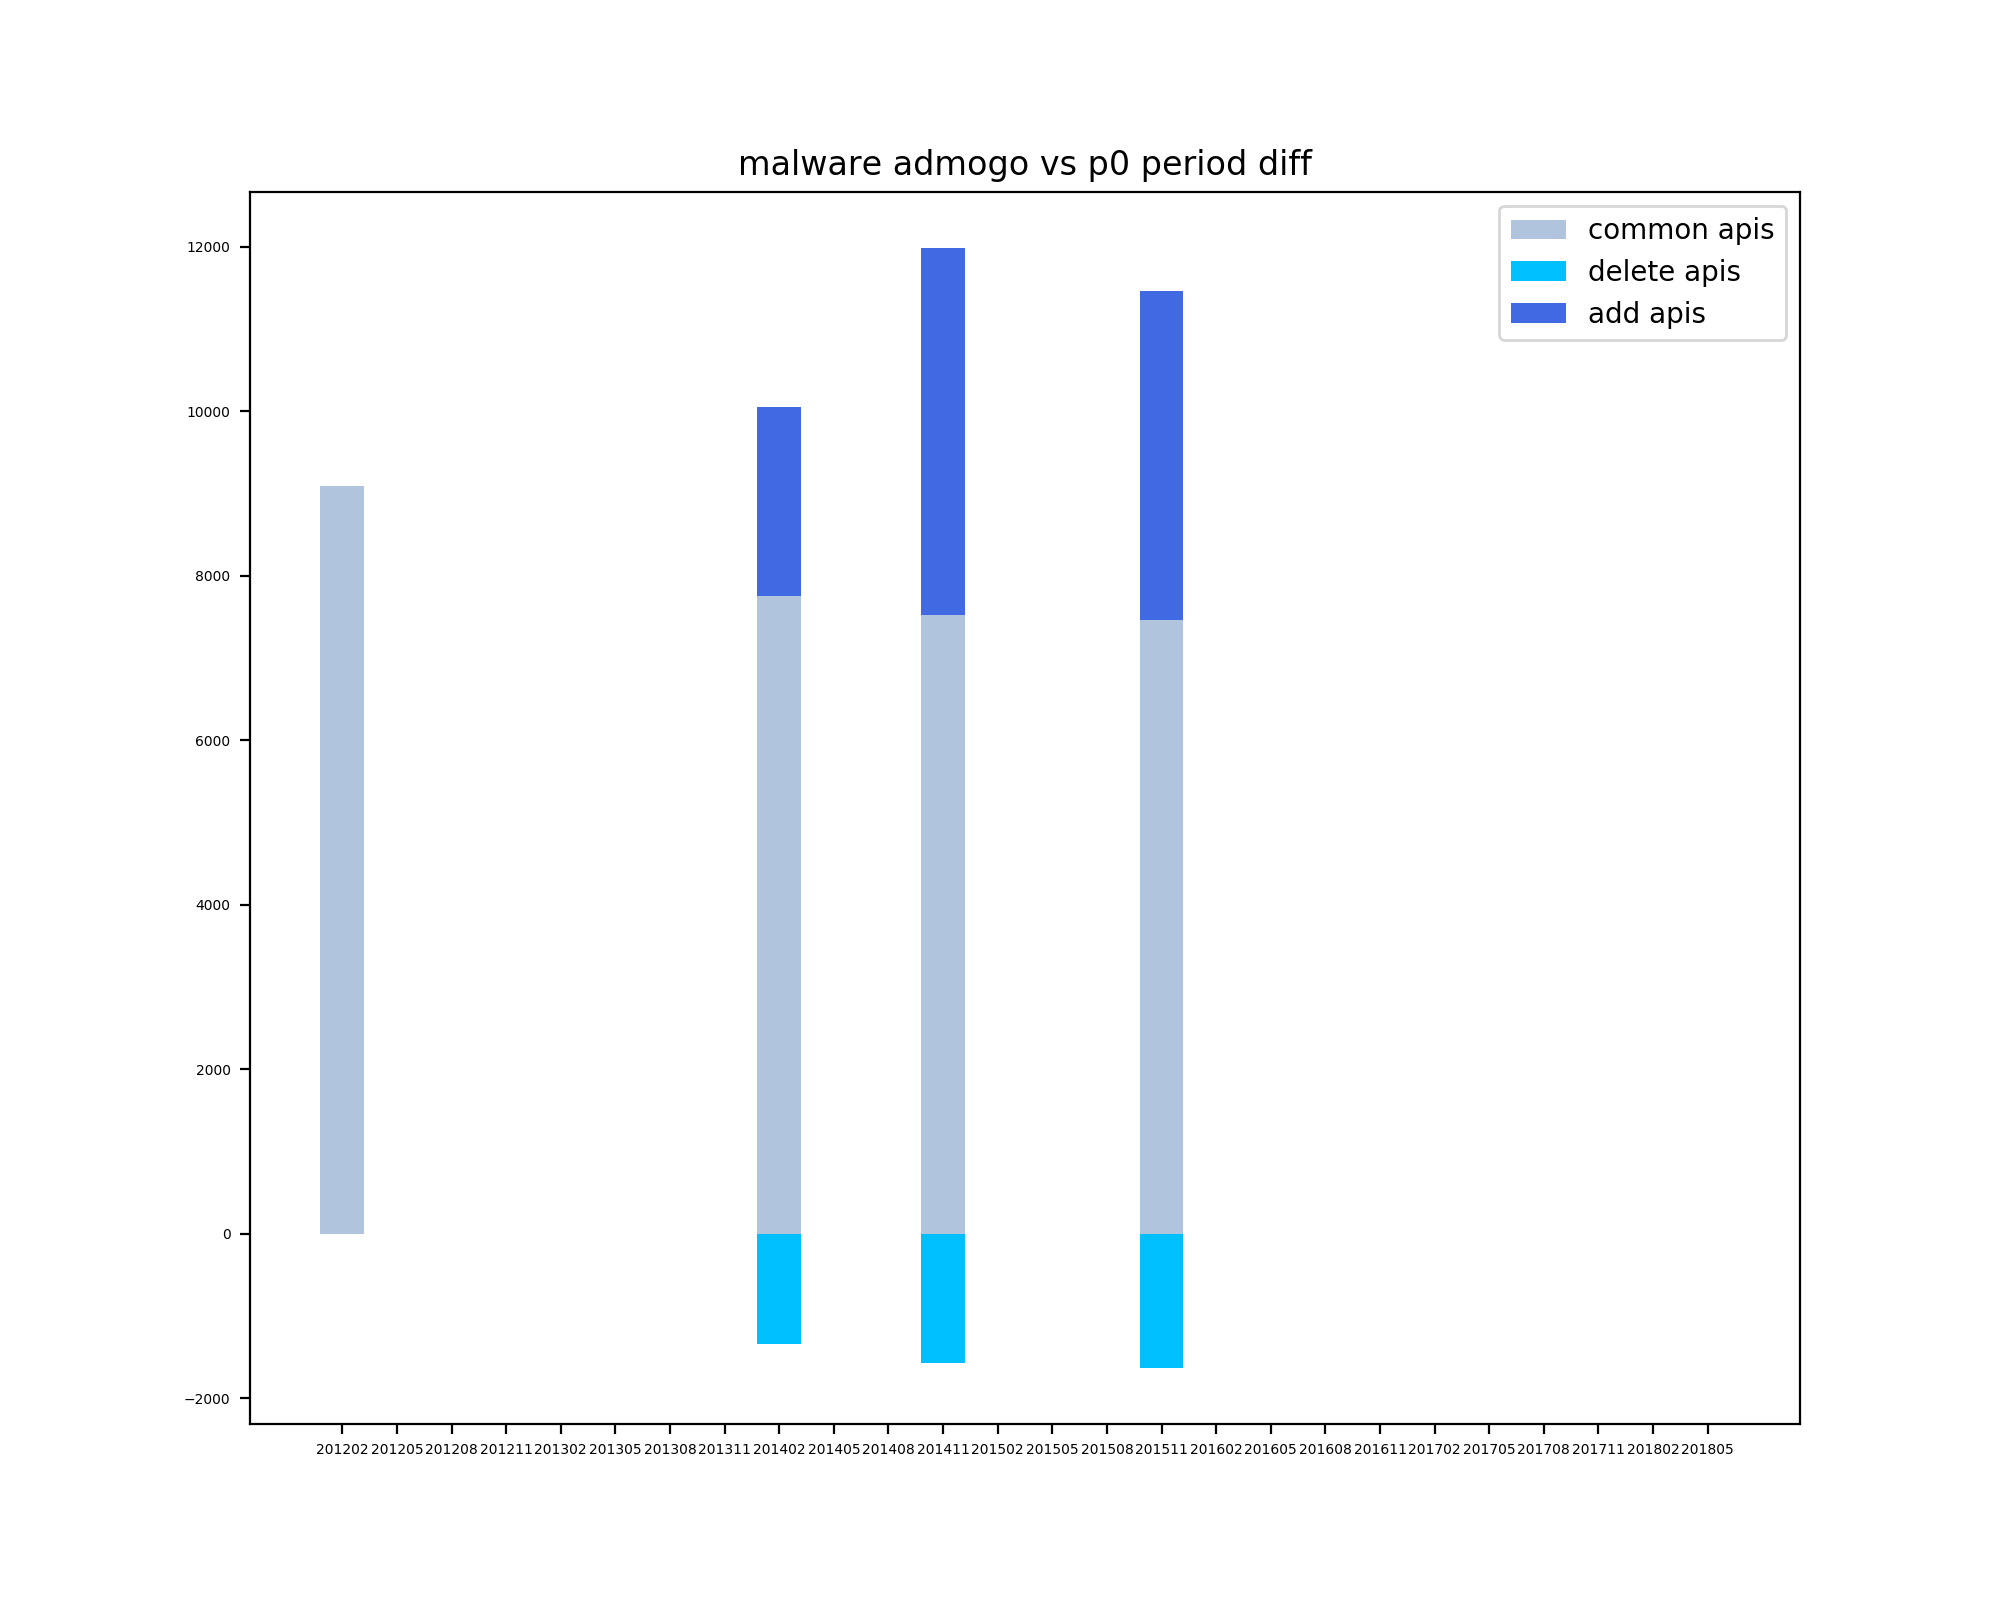 malware admogo vs p0 period diff
common apis
delete apis
add apis
12000
10000
8000
6000
4000
2000
0
−2000
201202 201205 201208 201211 201302 201305 201308 201311 201402 201405 201408 201411 201502 201505 201508 201511 201602 201605 201608 201611 201702 201705 201708 201711 201802 201805